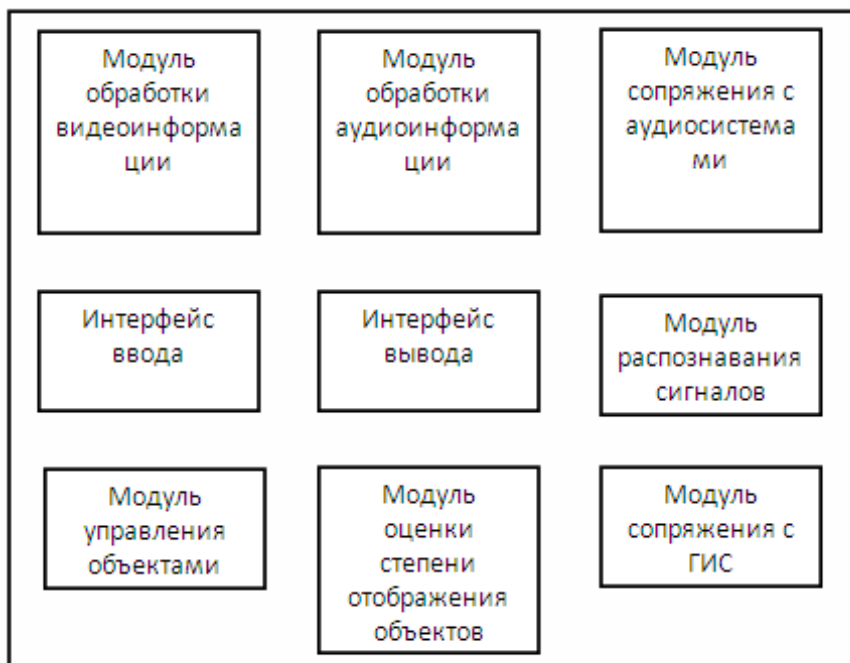 Модуль
обработки
видеоинформа
ции
Модуль
обработки
аудиоинформа
ции
Модуль
сопряжения с
аудиосистема
ми
Интерфейс
ввода
Интерфейс
вывода
Модуль
распознавания
сигналов
Модуль
управления
объектами
Модуль
оценки
степени
отображения
объектов
Модуль
сопряжения с
ГИС